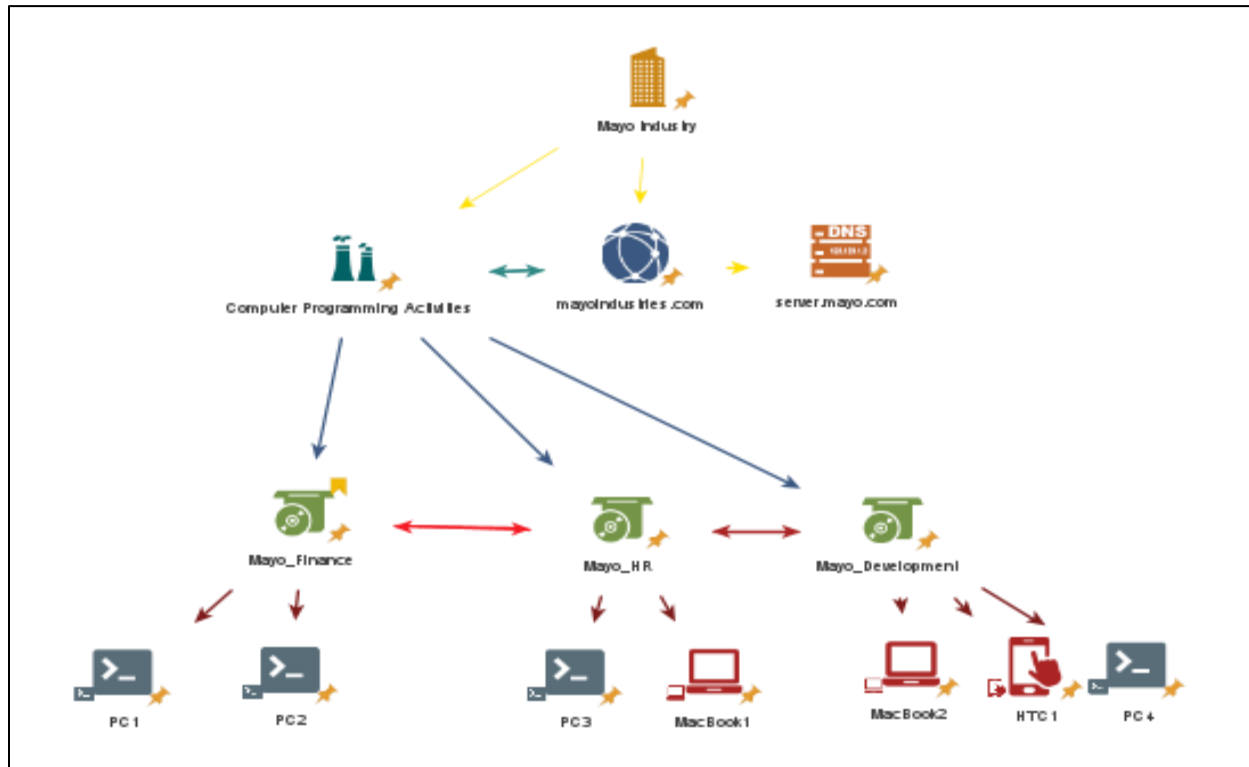 Mayo Industry
DNS
Computer Programming Activities
mayoindustries.com
server.mayo.com
Mayo_Finance
Mayo_HR
Mayo_Development
PC1
PC2
PC3
MacBook1
MacBook2
HTC1
PC4